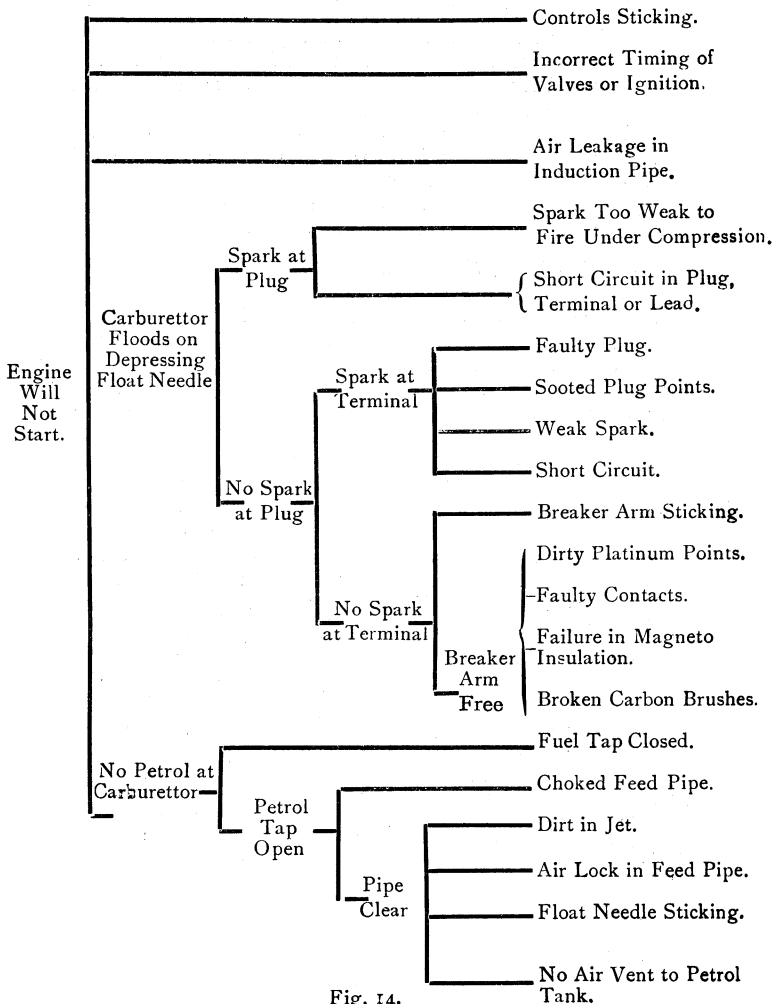 Controls Sticking.
Incorrect Timing of
Valves or Ignition.
Air Leakage in
Induction Pipe.
Spark Too Weak to
Fire Under Compression.
Spark at
Plug
Short Circuit in Plug,
Terminal or Lead.
Carburettor
Floods on
Depressing
Float Needle
Engine
Will
Not
Start.
Faulty Plug.
Spark at
Terminal
Sooted Plug Points.
Weak Spark.
Short Circuit.
No Spark
at Plug
Breaker Arm Sticking.
Dirty Platinum Points.
Faulty Contacts.
No Spark
at Terminal
Failure in Magneto
Insulation.
Breaker
Arm
Free
Broken Carbon Brushes.
Fuel Tap Closed.
No Petrol at
Carburettor
Choked Feed Pipe.
Petrol
Tap
Open
Dirt in Jet.
Air Lock in Feed Pipe.
Pipe
Clear
Float Needle Sticking.
No Air Vent to Petrol
Tank.
Fig. 14.